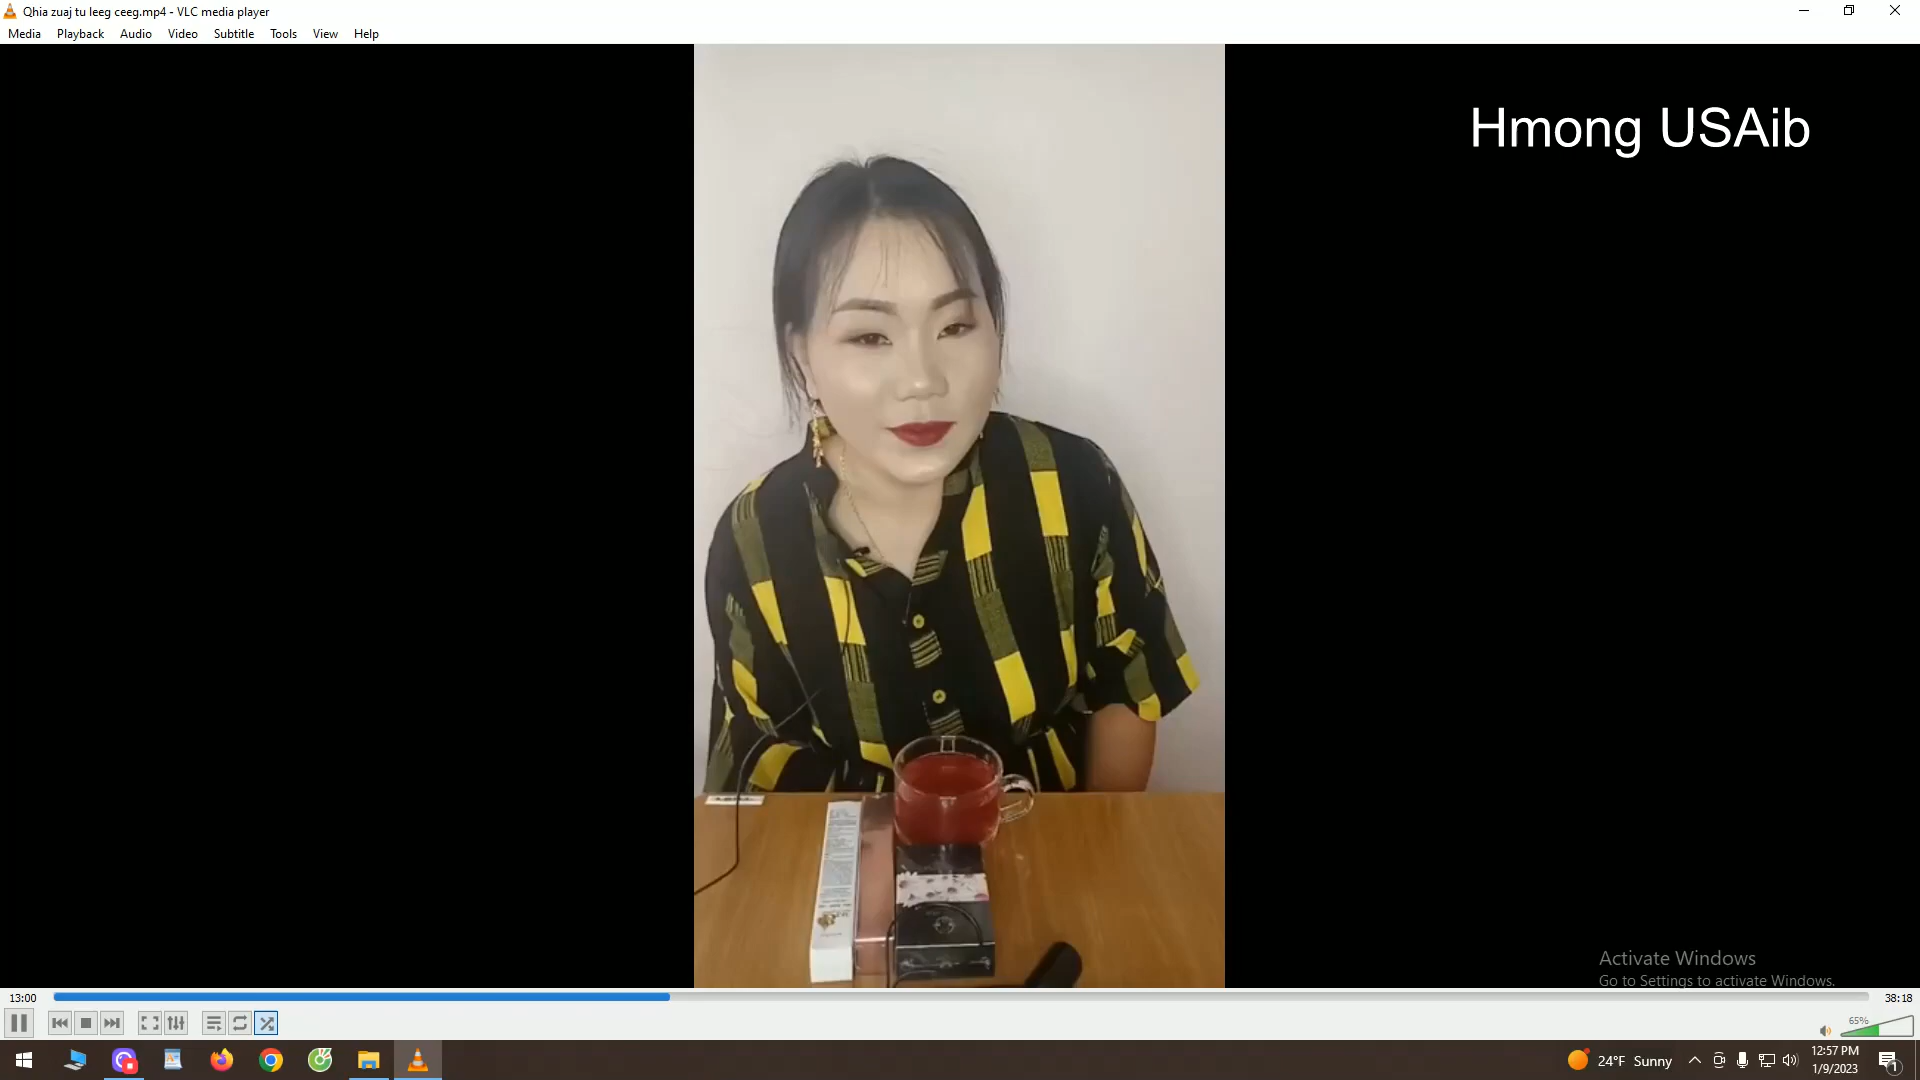 Qhia zuaj tu leeg ceeg.mp4 - VLC media player
Media Playback Audio Video Subtitle Tools View Help
Hmong USAib
Activate Windows
Go to Settings to activate Windows.
13:00
38:18
65%
24°F Sunny
12:57 PM
1/9/2023
1